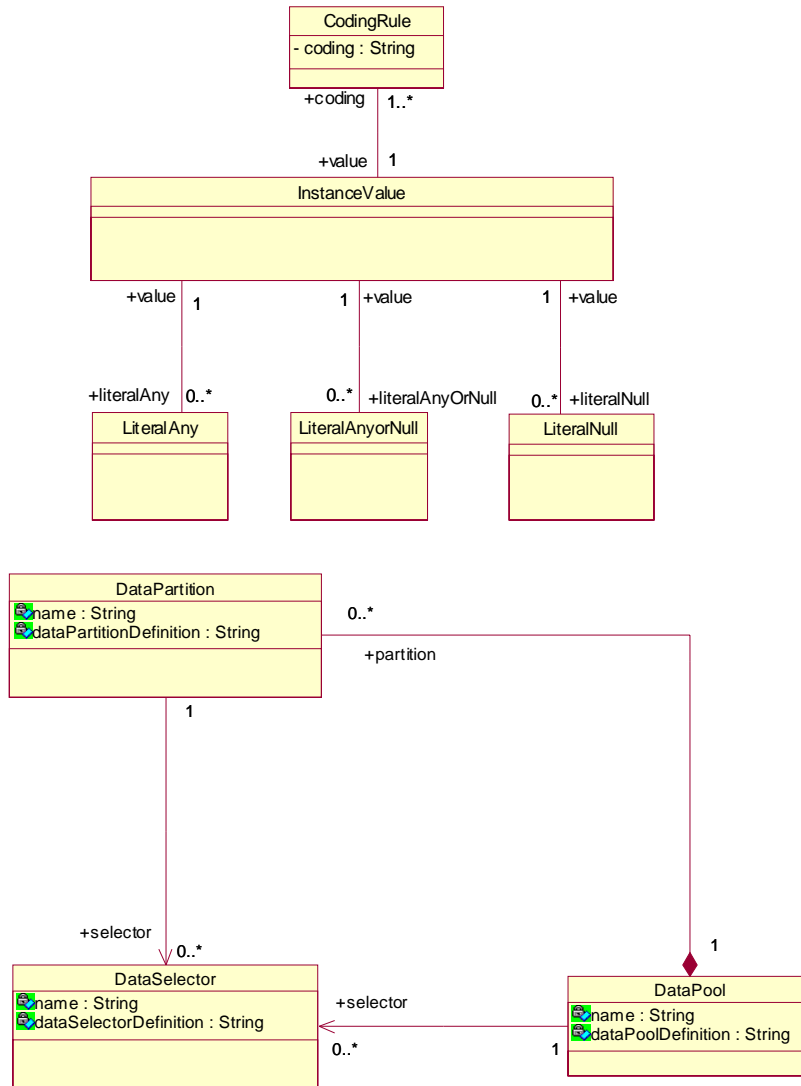 CodingRule
- coding : String
+coding 1..*
+value 1
InstanceValue
+value 1 1 +value 1 +value
+literalAny 0..* 0..* +literalAnyOrNull 0..* +literalNull
LiteralAny LiteralAnyorNull LiteralNull
DataPartition
name : String
dataPartitionDefinition : String
0..*
+partition
1
+selector
0..*
1
DataSelector
name : String
dataSelectorDefinition : String
+selector
0..* 1
DataPool
name : String
dataPoolDefinition : String